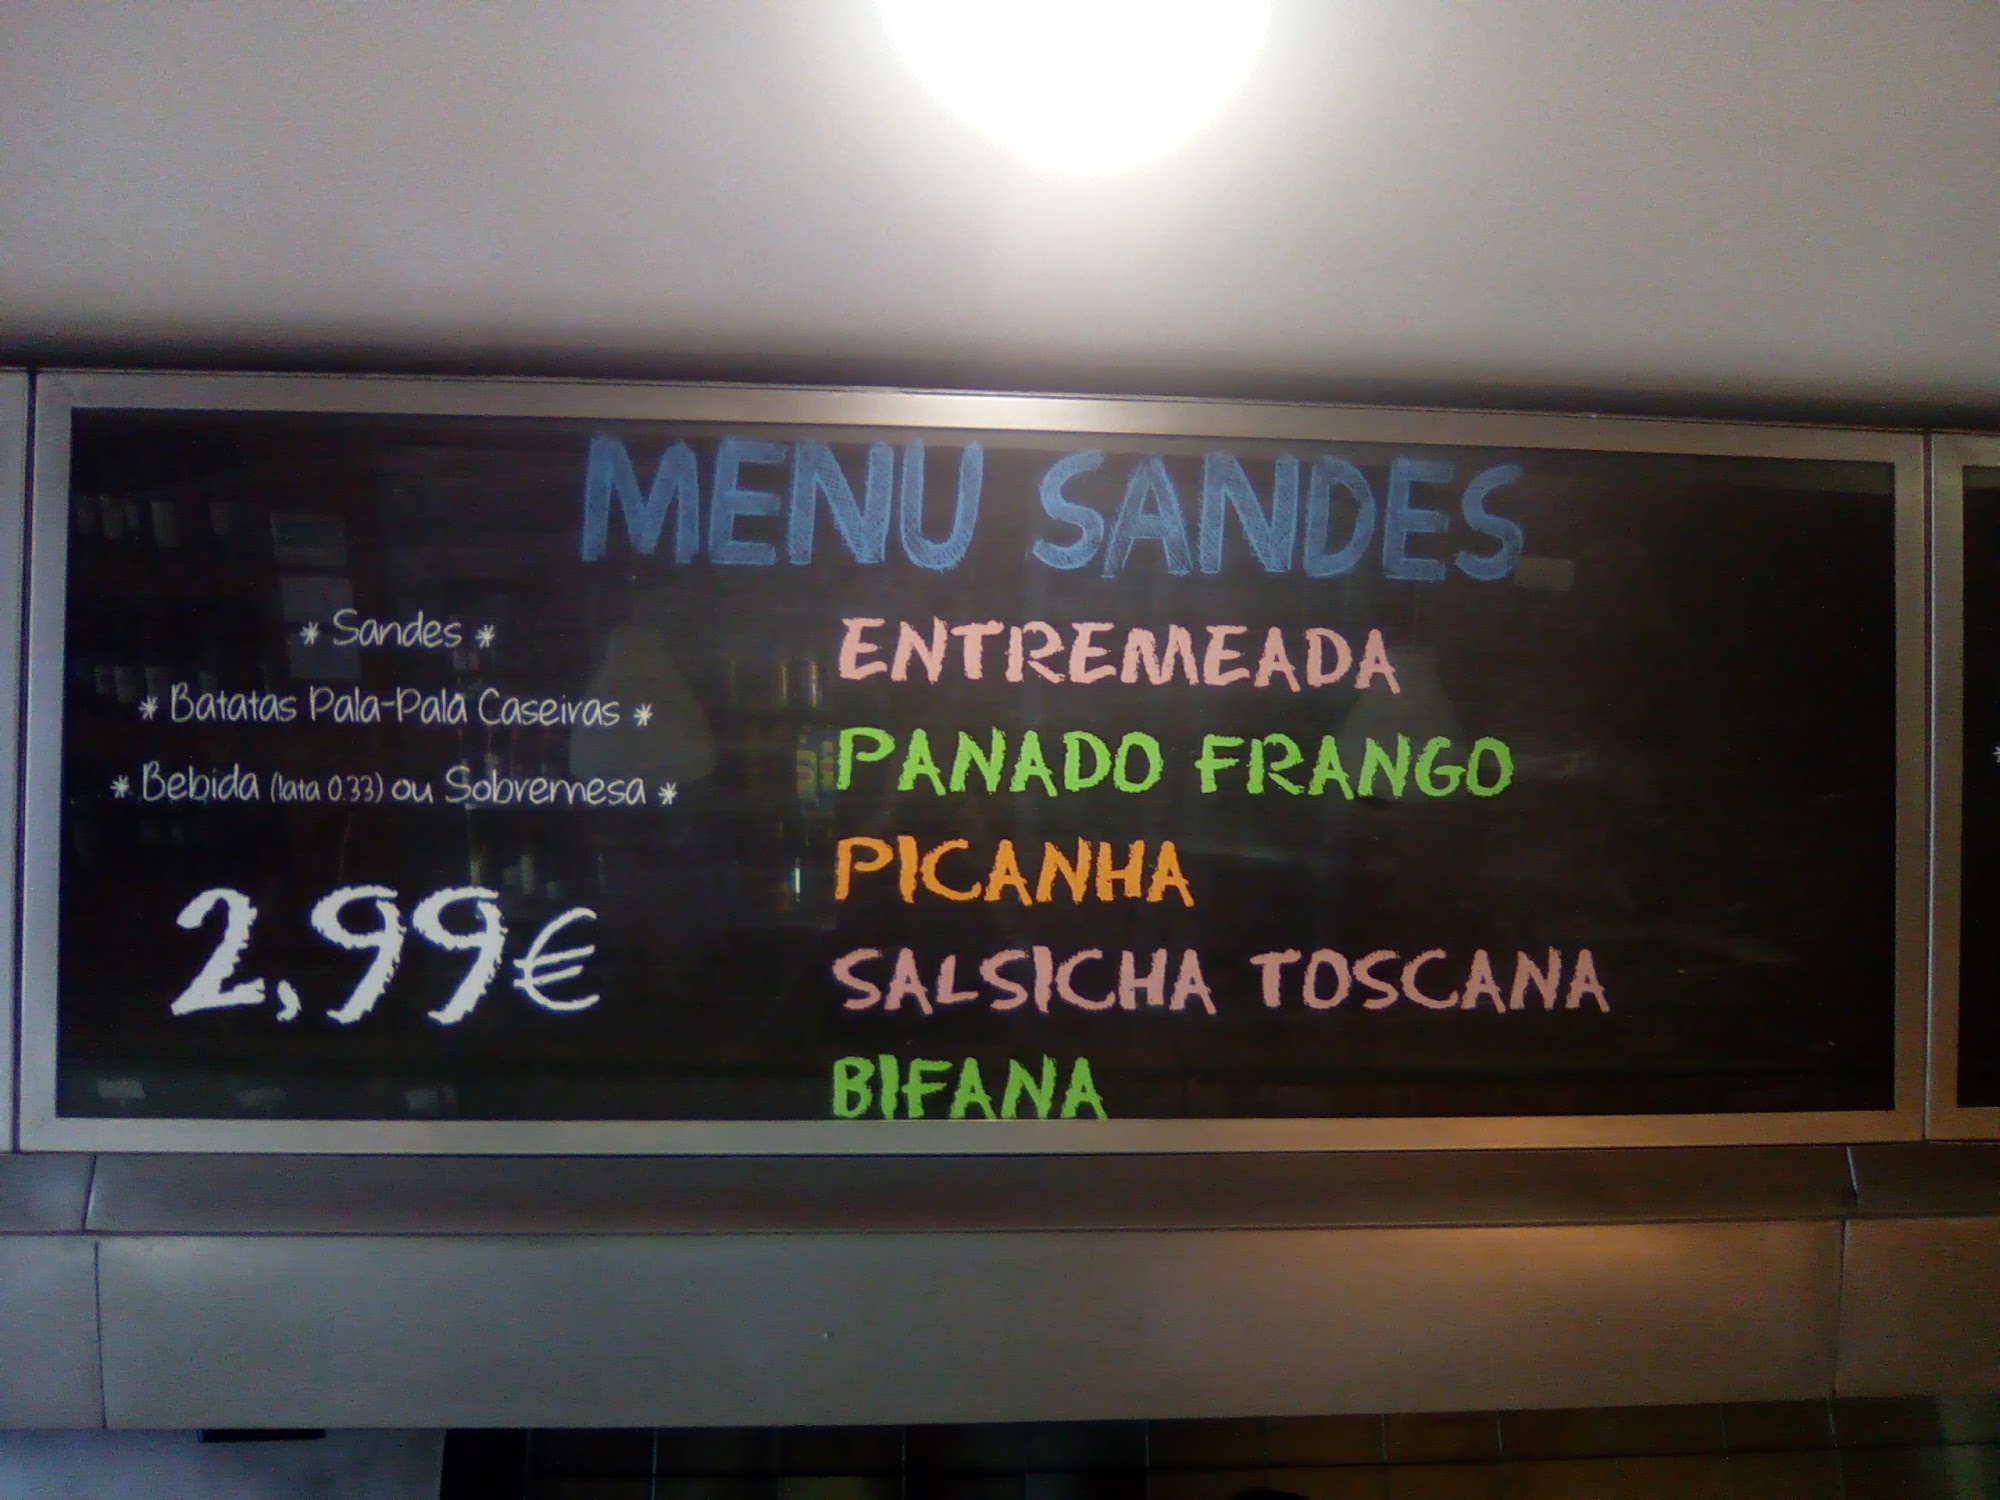 MENU SANDES
* Sandes *
* Batatas Pala-Pala Caseiras *
* Bebida (lata 0.33) ou Sobremesa *
2,99€
ENTREMEADA
PANADO FRANGO
PICANHA
SALSICHA TOSCANA
BIFANA